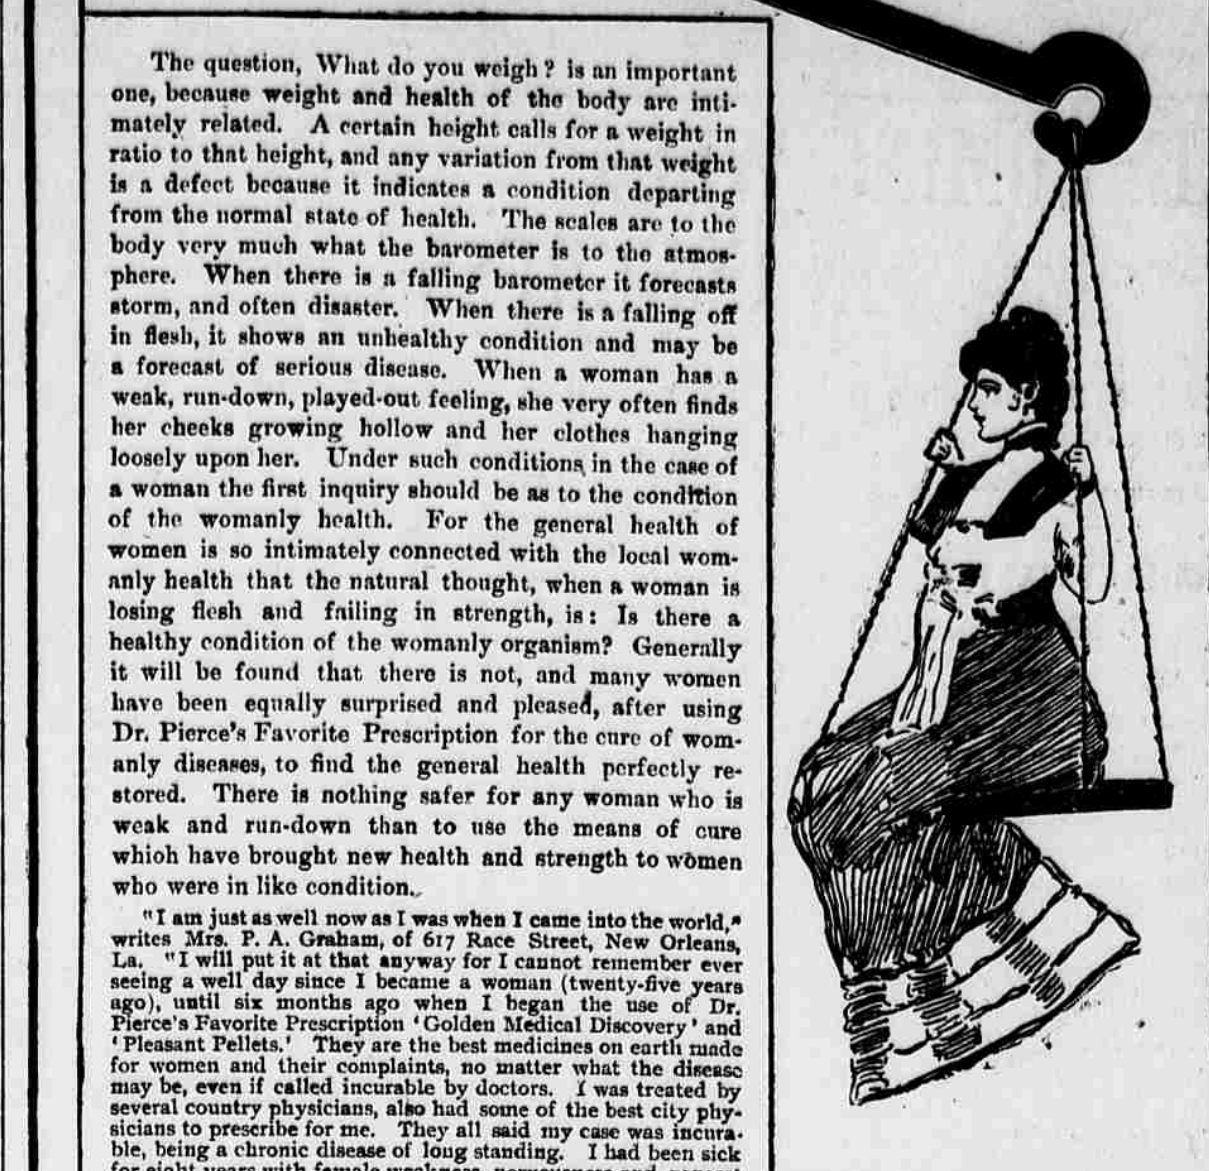 The question, What do you weigh? is an important
one, because weight and health of the body are inti-
mately related. A certain height calls for a weight in
ratio to that height, and any variation from that weight
is a defect because it indicates a condition departing
from the normal state of health. The scales are to the
body very much what the barometer is to the atmos-
phere. When there is a falling barometer it forecasts
storm, and often disaster. When there is a falling off
in flesh, it shows an unhealthy condition and may be
a forecast of serious disease. When a woman has a
weak, run-down, played-out feeling, she very often finds
her cheeks growing hollow and her clothes hanging
loosely upon her. Under such conditions, in the case of
a woman the first inquiry should be as to the condition
of the womanly health. For the general health of
women is so intimately connected with the local wom-
anly health that the natural thought, when a woman is
losing flesh and failing in strength, is: Is there a
healthy condition of the womanly organism? Generally
it will be found that there is not, and many women
have been equally surprised and pleased, after using
Dr. Pierce's Favorite Prescription for the cure of wom-
anly diseases, to find the general health perfectly re-
stored. There is nothing safer for any woman who is
weak and run-down than to use the means of cure
whioh have brought new health and strength to women
who were in like condition.
"I am just as well now as I was when I came into the world,"
writes Mrs. P. A. Graham, of 617 Race Street, New Orleans,
La. "I will put it at that anyway for I cannot remember ever
seeing a well day since I became a woman (twenty-five years
ago), until six months ago when I began the use of Dr.
Pierce's Favorite Prescription 'Golden Medical Discovery' and
'Pleasant Pellets.' They are the best medicines on earth made
for women and their complaints, no matter what the disease
may be, even if called incurable by doctors. I was treated by
several country physicians, also had some of the best city phy-
sicians to prescribe for me. They all said my case was incura-
ble, being a chronic disease of long standing. I had been sick
for eight years with female weakness, nervousness and